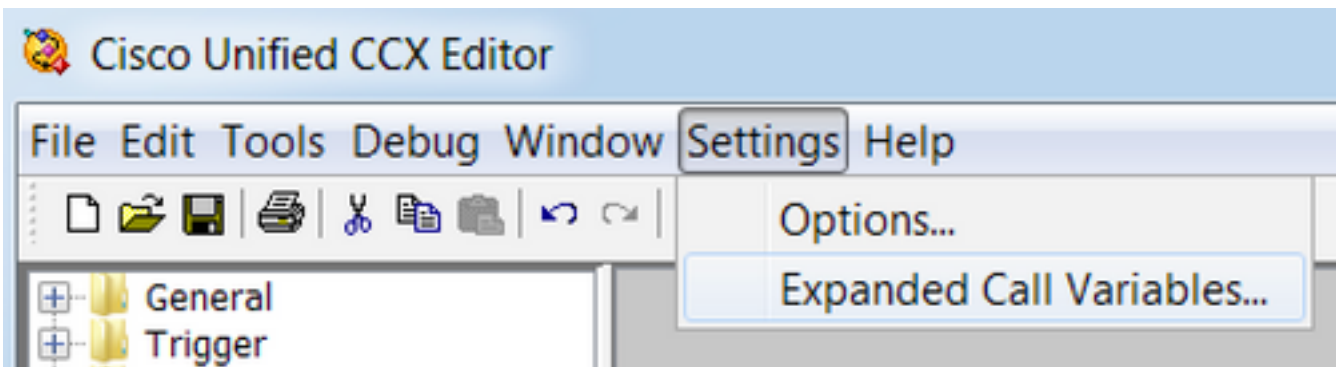 Cisco Unified CCX Editor
File Edit Tools Debug Window Settings Help
Options...
Expanded Call Variables...
General
Trigger